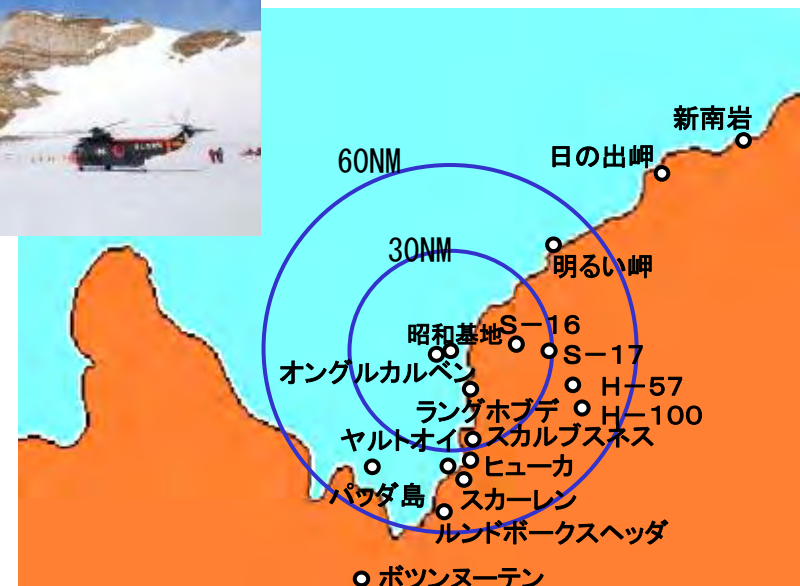 新南岩
日の出岬
60NM
30NM
明るい岬
昭和基地
S－16
S－17
オングルカルベン
H－57
ラングホブデ
H－100
ヤルトオイ
スカルブスネス
ヒューカ
パッダ島
スカーレン
ルンドボークスヘッダ
ボツンヌーテン